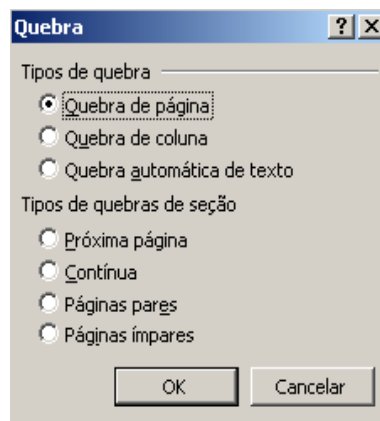 Quebra
Tipos de quebra
Quebra de página
Quebra de coluna
Quebra automática de texto
Tipos de quebras de seção
Próxima página
Contínua
Páginas pares
Páginas ímpares
OK Cancelar